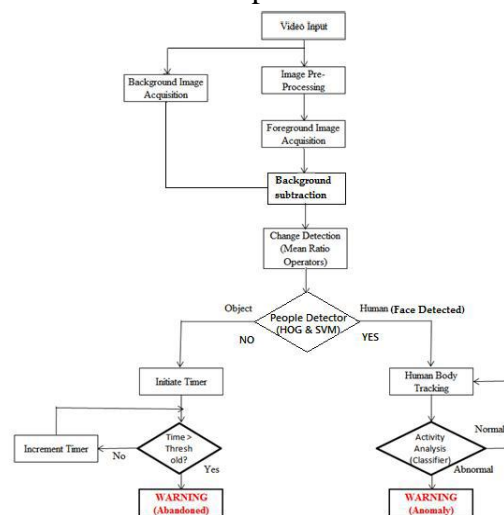 Video Input
Background Image
Acquisition
Image Pre-
Processing
Foreground Image
Acquisition
Background
subtraction
Change Detection
(Mean Ratio
Operators)
Object
People Detector
(HOG & SVM)
Human (Face Detected)
NO
YES
Initiate Timer
Human Body
Tracking
Increment Timer
No
Time >
Thresh
old?
Yes
Activity
Analysis
(Classifier)
Normal
Abnormal
WARNING
(Abandoned)
WARNING
(Anomaly)